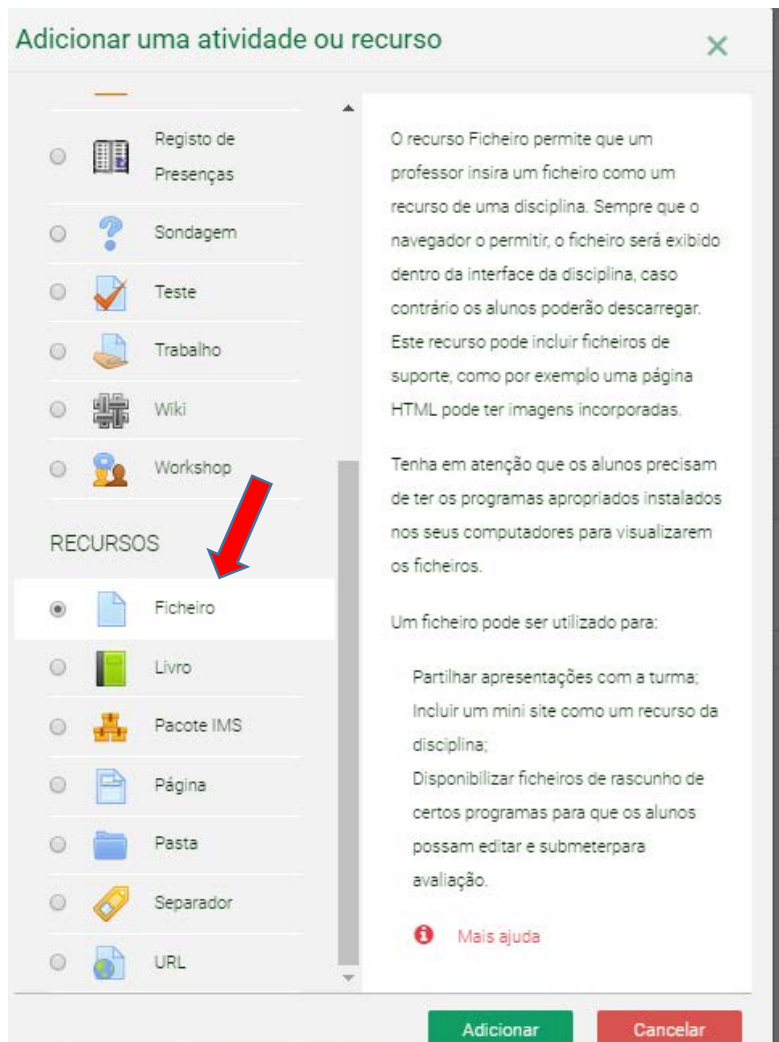 Adicionar uma atividade ou recurso
Registo de
Presenças
Sondagem
Teste
Trabalho
Wiki
Workshop
RECURSOS
Ficheiro
Livro
Pacote IMS
Página
Pasta
Separador
URL
O recurso Ficheiro permite que um
professor insira um ficheiro como um
recurso de uma disciplina. Sempre que o
navegador o permitir, o ficheiro será exibido
dentro da interface da disciplina, caso
contrário os alunos poderão descarregar.
Este recurso pode incluir ficheiros de
suporte, como por exemplo uma página
HTML pode ter imagens incorporadas.
Tenha em atenção que os alunos precisam
de ter os programas apropriados instalados
nos seus computadores para visualizarem
os ficheiros.
Um ficheiro pode ser utilizado para:
Partilhar apresentações com a turma;
Incluir um mini site como um recurso da
disciplina;
Disponibilizar ficheiros de rascunho de
certos programas para que os alunos
possam editar e submeterpara
avaliação.
Mais ajuda
Adicionar
Cancelar